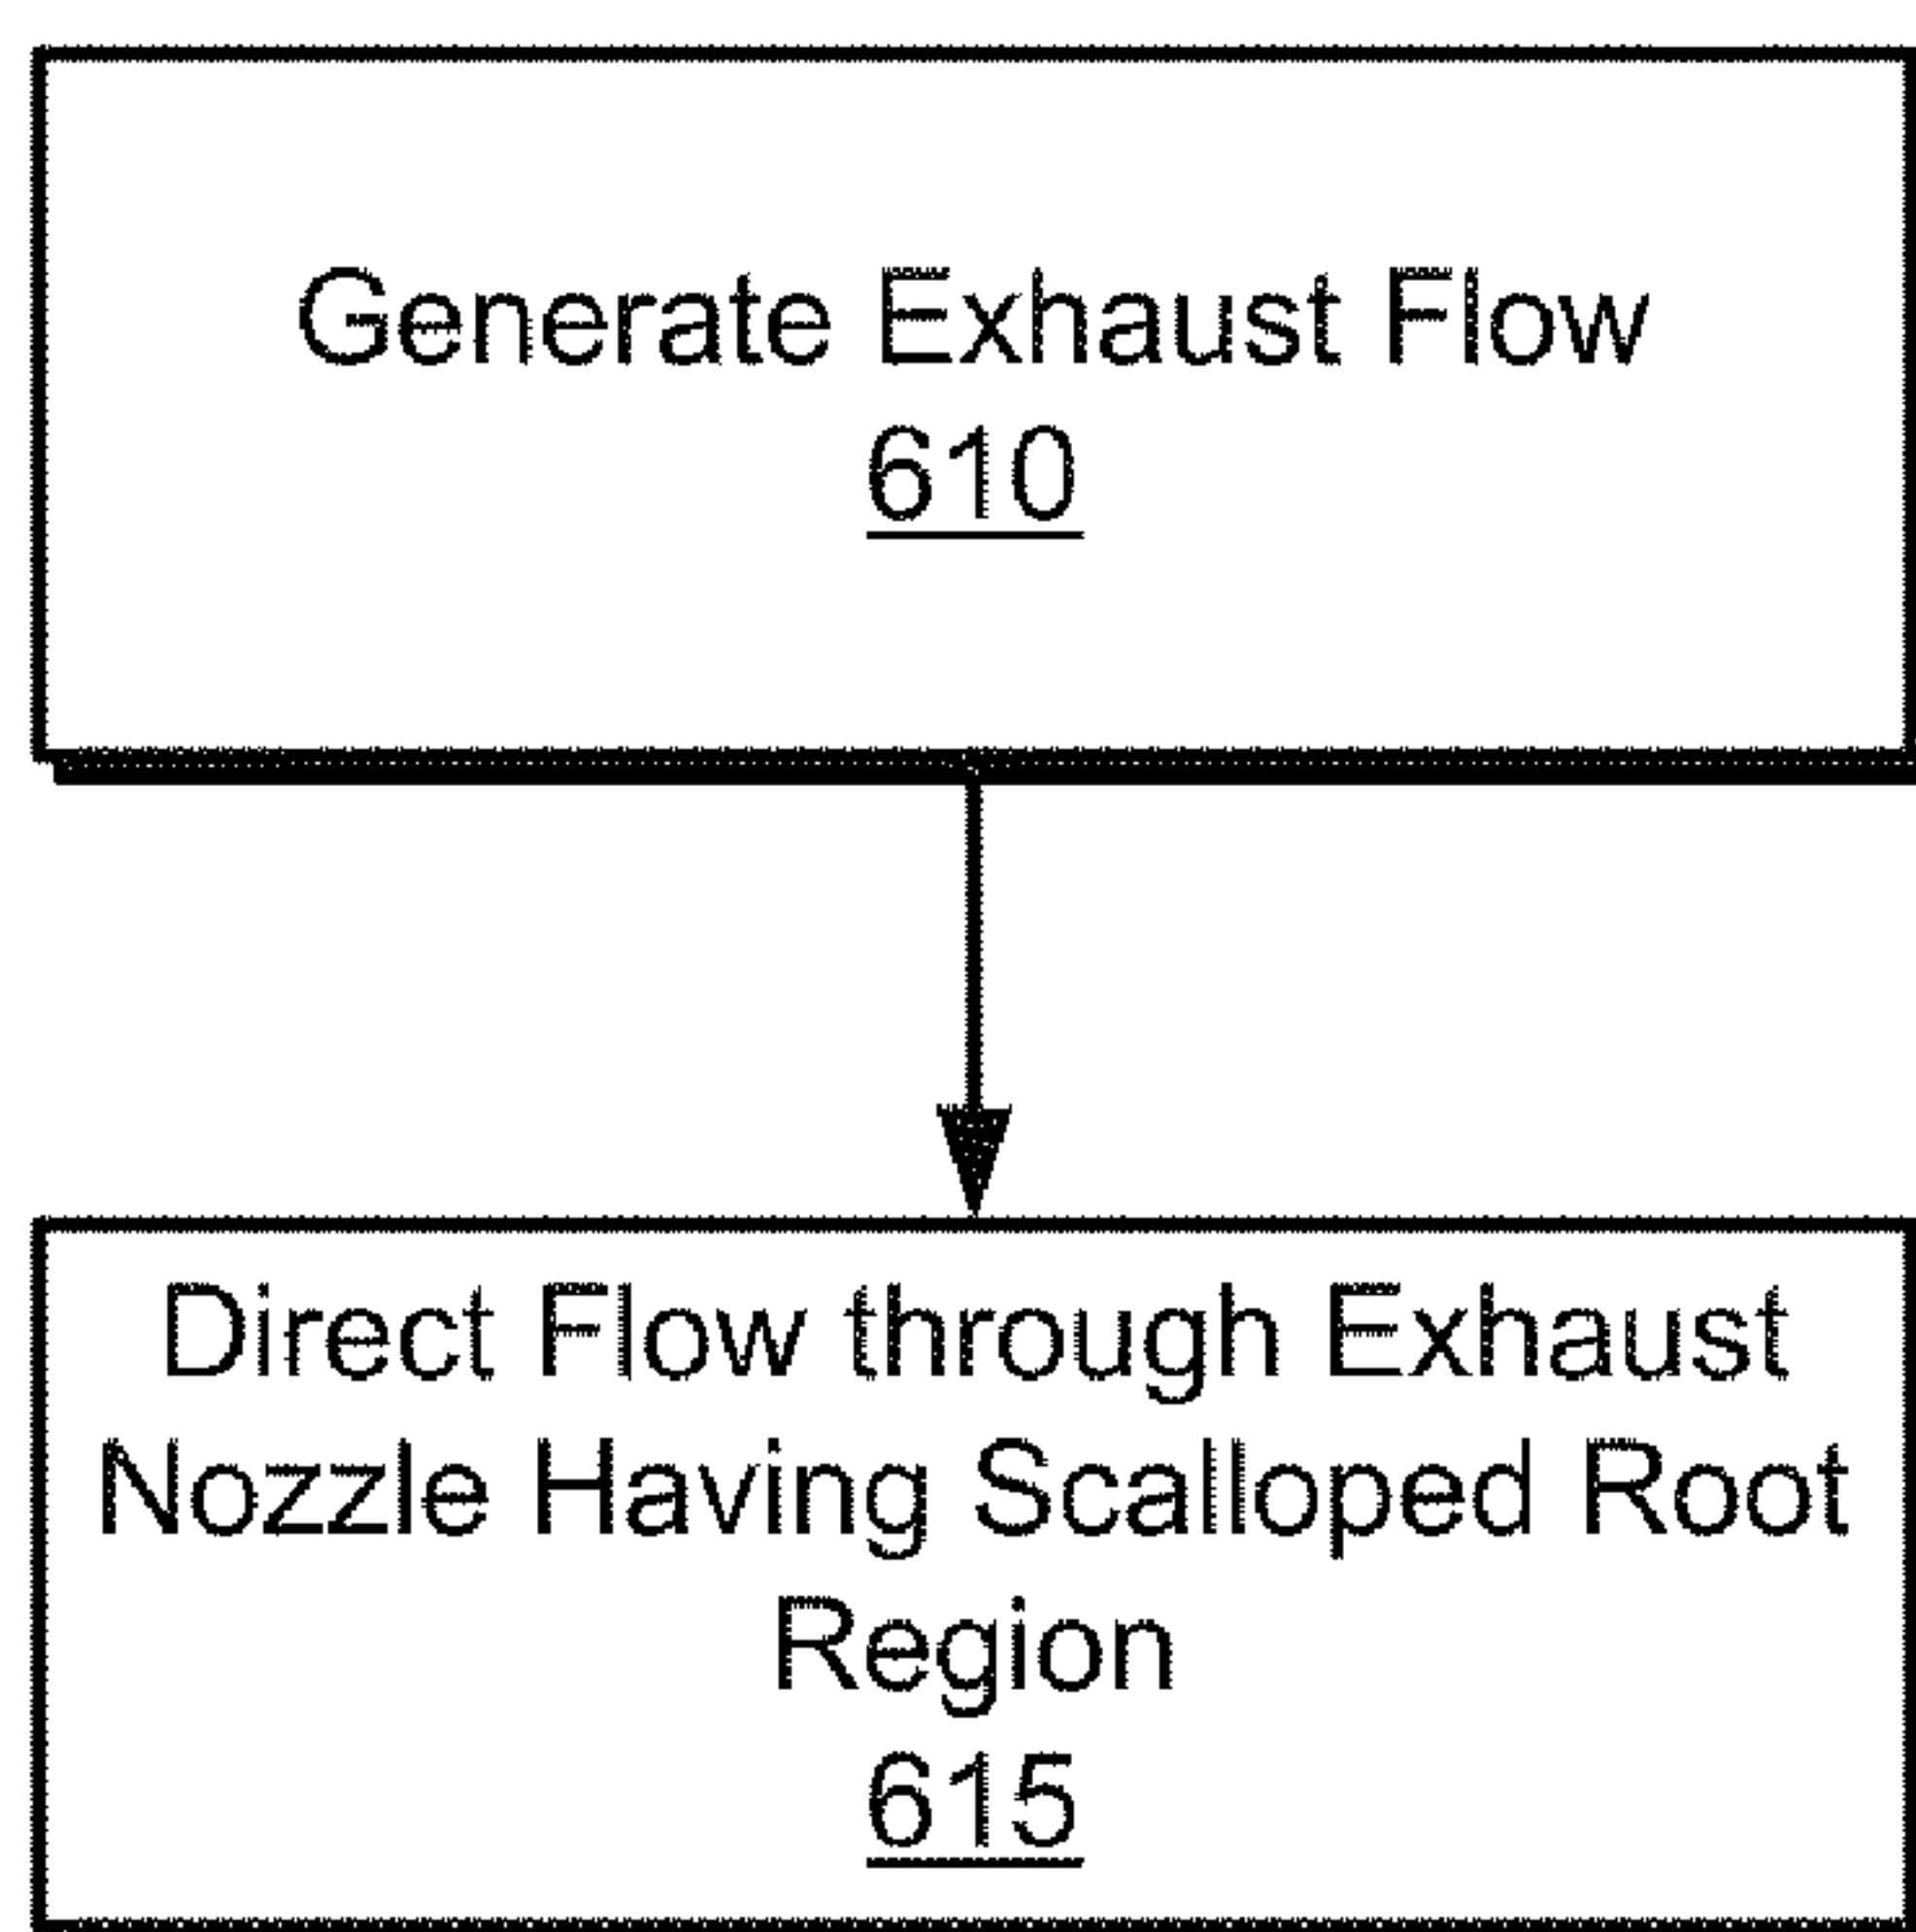 Generate Exhaust Flow
610
Direct Flow through Exhaust
Nozzle Having Scalloped Root
Region
615